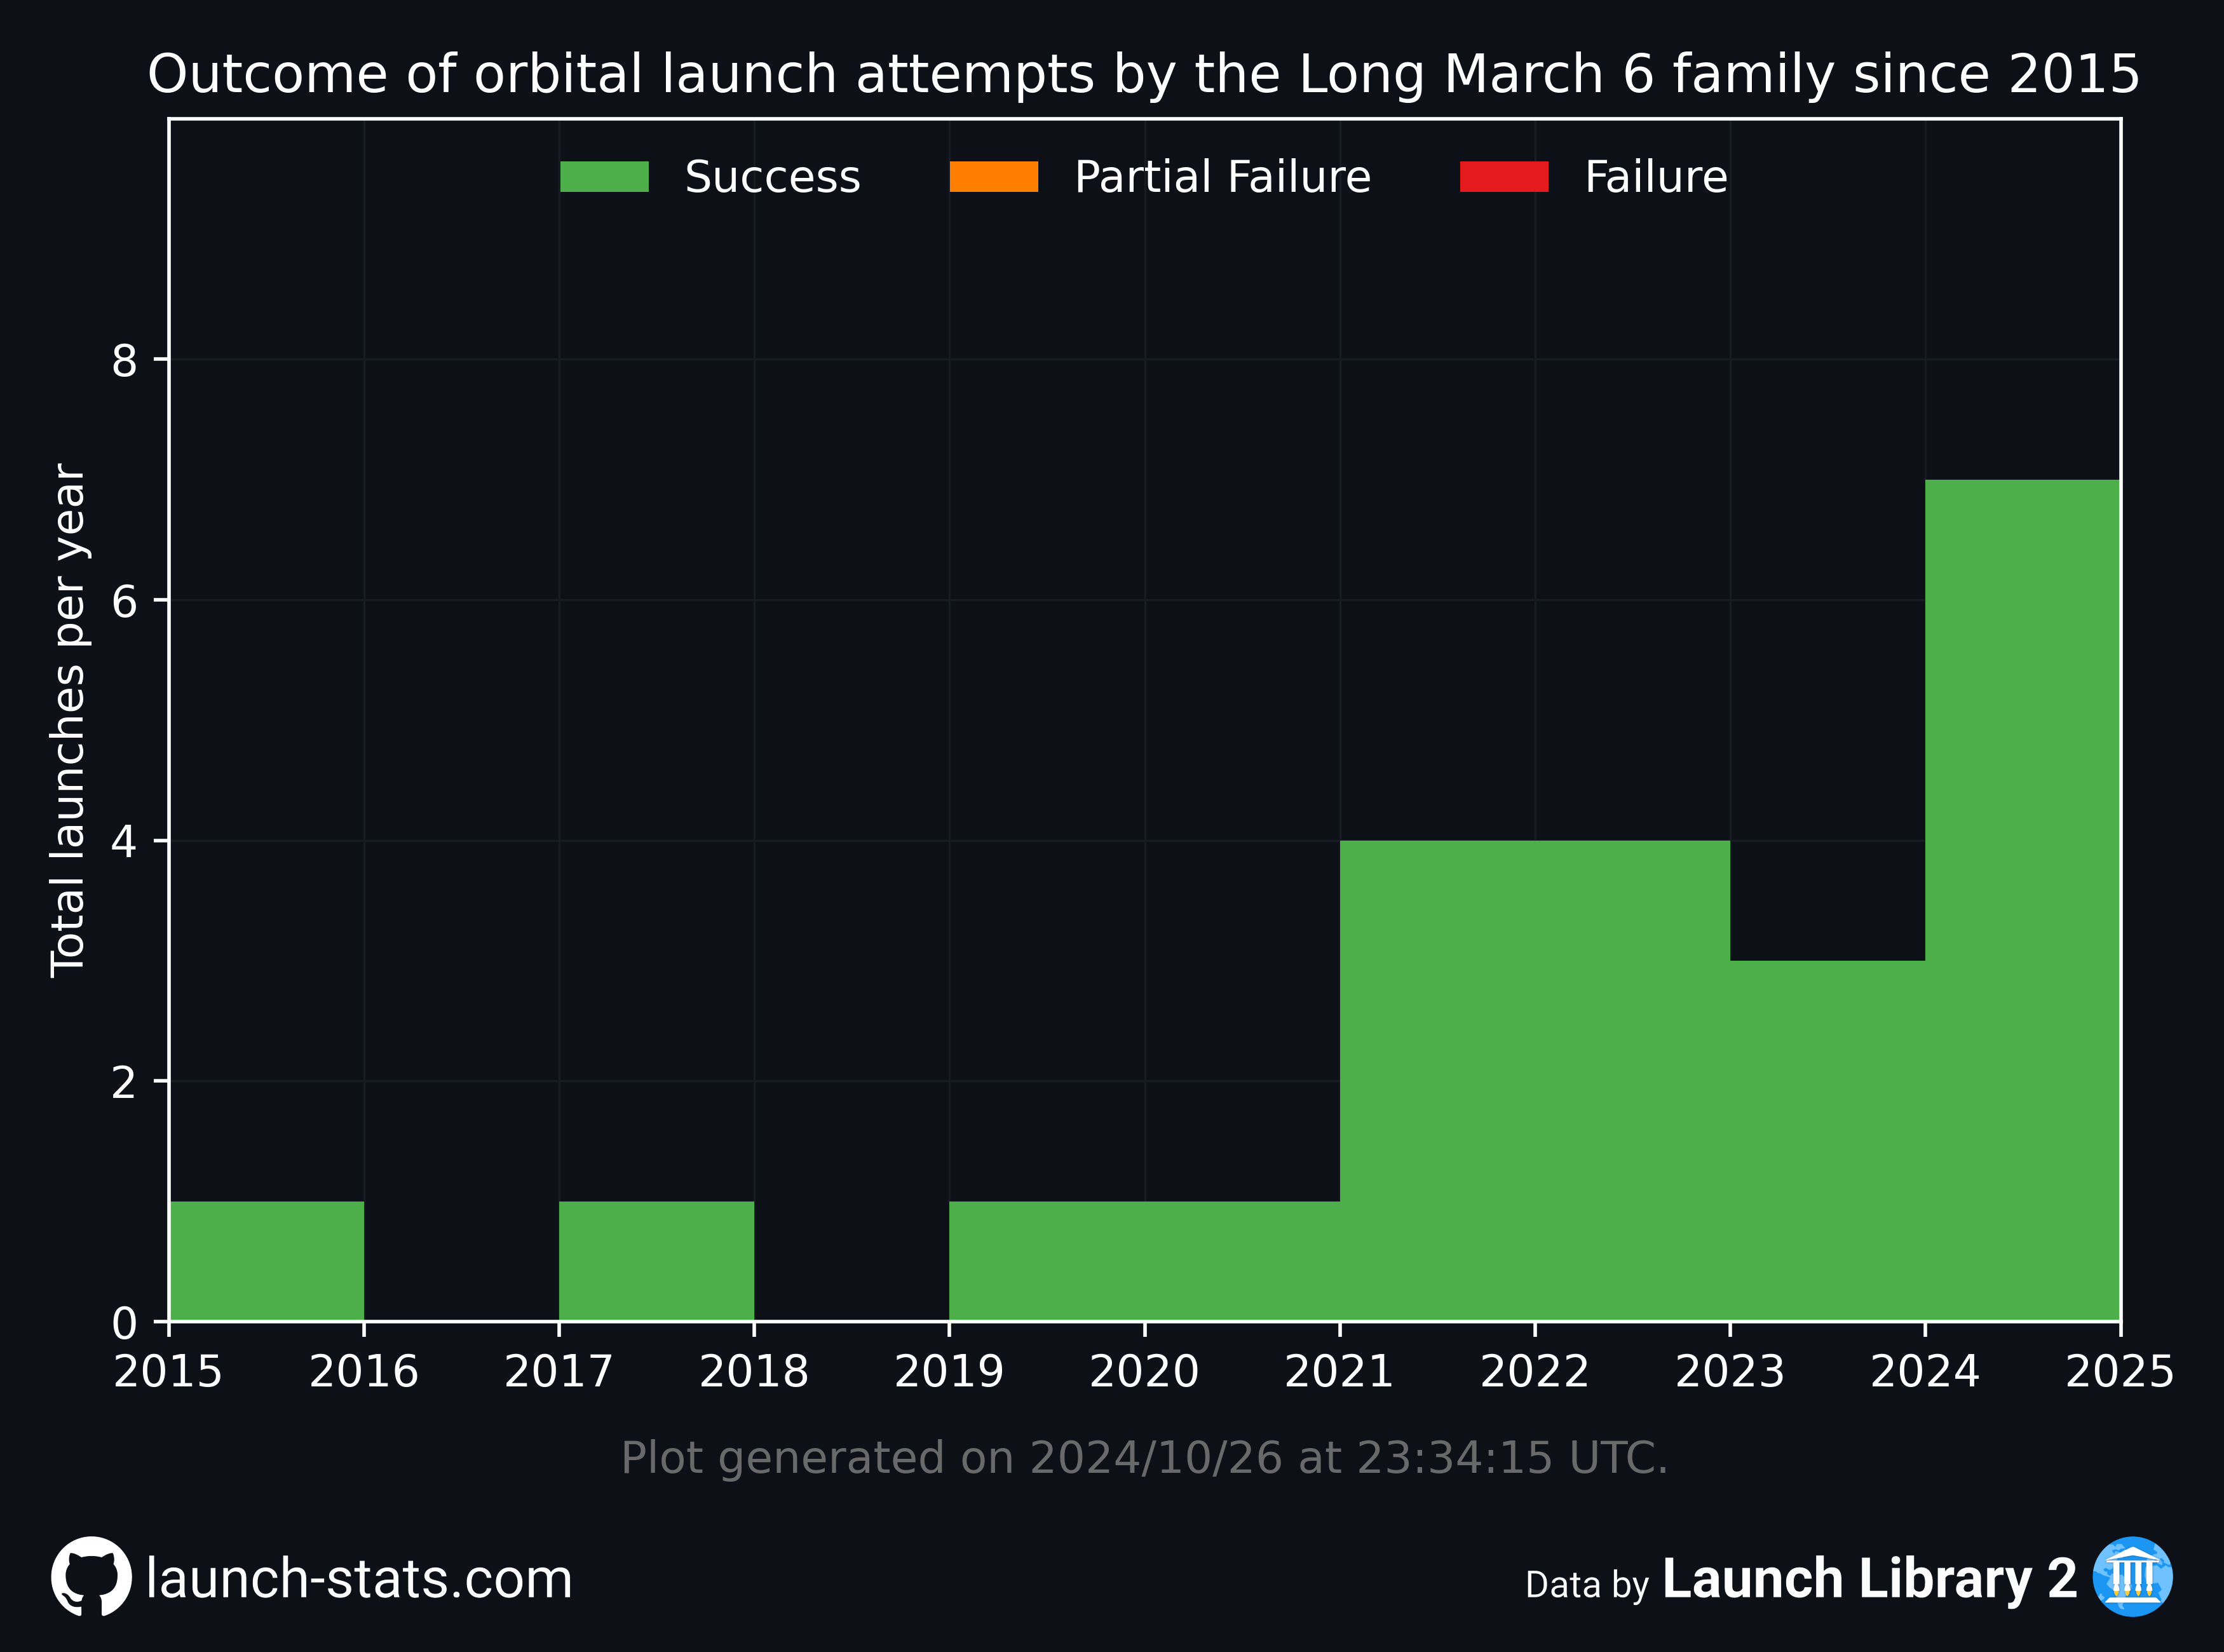 Outcome of orbital launch attempts by the Long March 6 family since 2015
Success Partial Failure Failure
Total launches per year
8
6
4
2
0
2015 2016 2017 2018 2019 2020 2021 2022 2023 2024 2025
Plot generated on 2024/10/26 at 23:34:15 UTC.
launch-stats.com
Data by Launch Library 2